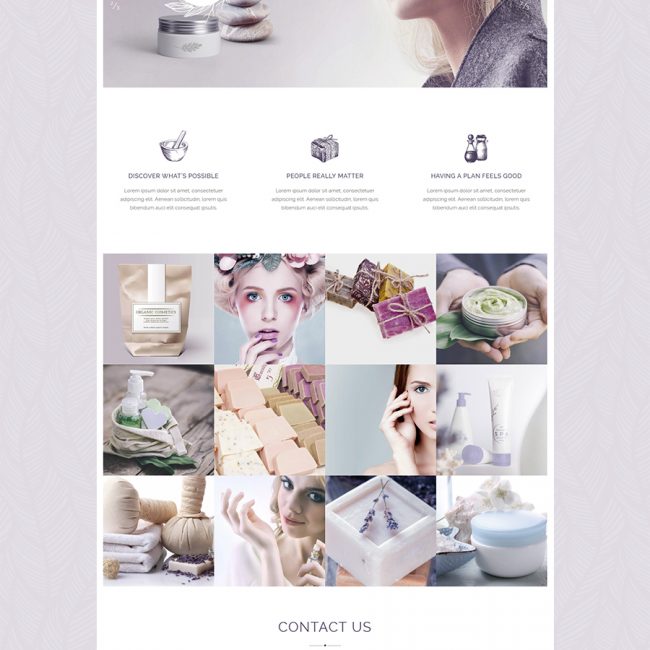 DISCOVER WHAT'S POSSIBLE
Lorem ipsum dolor sit amet, consectetuer
adipiscing elit. Aenean sollicitudin, lorem quis
bibendum auci elit consequat ipsutis.
PEOPLE REALLY MATTER
Lorem ipsum dolor sit amet, consectetuer
adipiscing elit. Aenean sollicitudin, lorem quis
bibendum auci elit consequat ipsutis.
HAVING A PLAN FEELS GOOD
Lorem ipsum dolor sit amet, consectetuer
adipiscing elit. Aenean sollicitudin, lorem quis
bibendum auci elit consequat ipsutis.
ORGANIC COSMETICS
SPA
CONTACT US